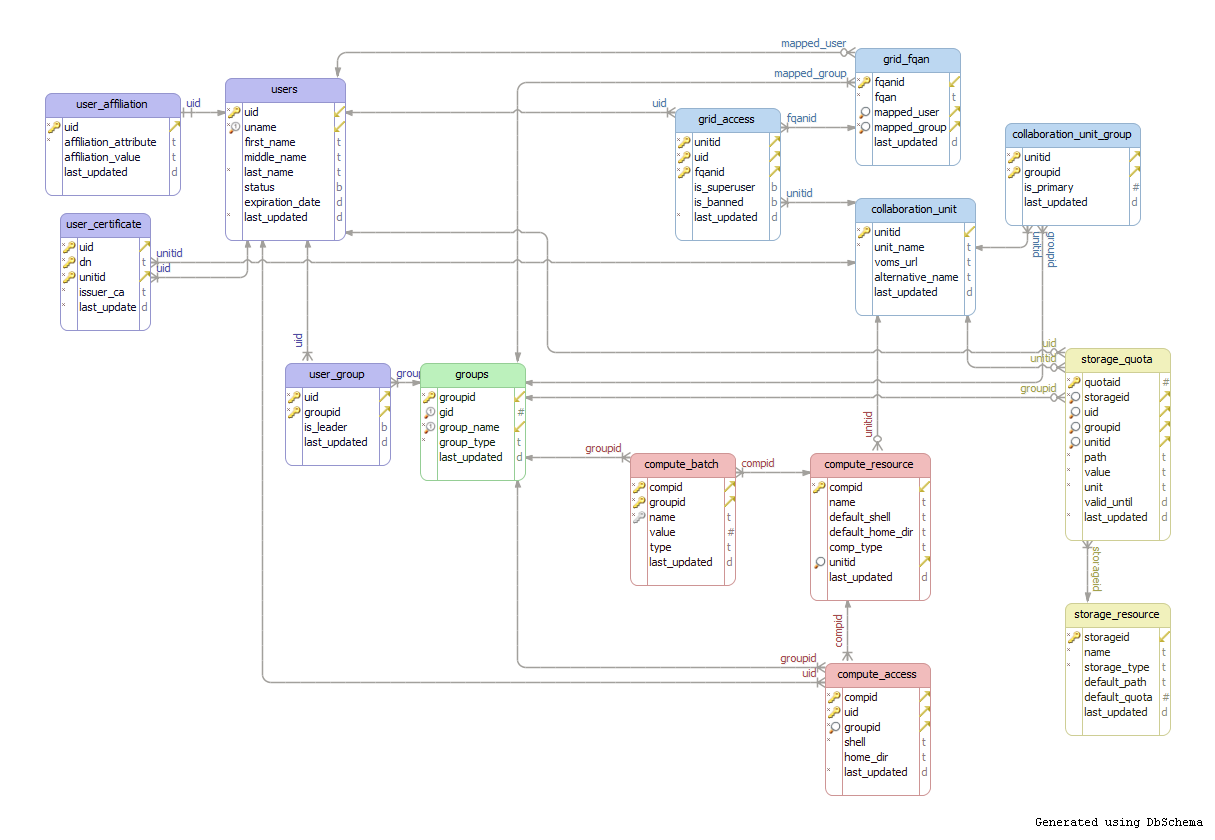 mapped_user
grid_fqan
fqanid
fqan t
mapped_user
mapped_group
last_updated d
mapped_group
users
uid
uname
first_name t
middle_name t
last_name t
status b
expiration_date d
last_updated d
user_affiliation
uid
affiliation_attribute t
affiliation_value t
last_updated d
uid
uid
grid_access
unitid
uid
fqanid
is_superuser b
is_banned b
last_updated d
fqanid
unitid
collaboration_unit_group
unitid
groupid
is_primary #
last_updated d
collaboration_unit
unitid
unit_name t
voms_url t
alternative_name t
last_updated d
unitid
groupid
user_certificate
uid
dn t
unitid
issuer_ca t
last_update d
unitid
uid
uid
user_group
uid
groupid
is_leader b
last_updated d
group
groups
groupid
gid #
group_name
group_type t
last_updated d
uid
unitid
groupid
storage_quota
quotaid #
storageid
uid
groupid
unitid
path t
value t
unit t
valid_until d
last_updated d
unitid
groupid
compute_batch
compid
groupid
name t
value #
type t
last_updated d
compid
compute_resource
compid
name t
default_shell t
default_home_dir t
comp_type t
unitid
last_updated d
storageid
storage_resource
storageid
name t
storage_type t
default_path t
default_quota #
last_updated d
compid
groupid
uid
compute_access
compid
uid
groupid
shell t
home_dir t
last_updated d
Generated using DbSchema